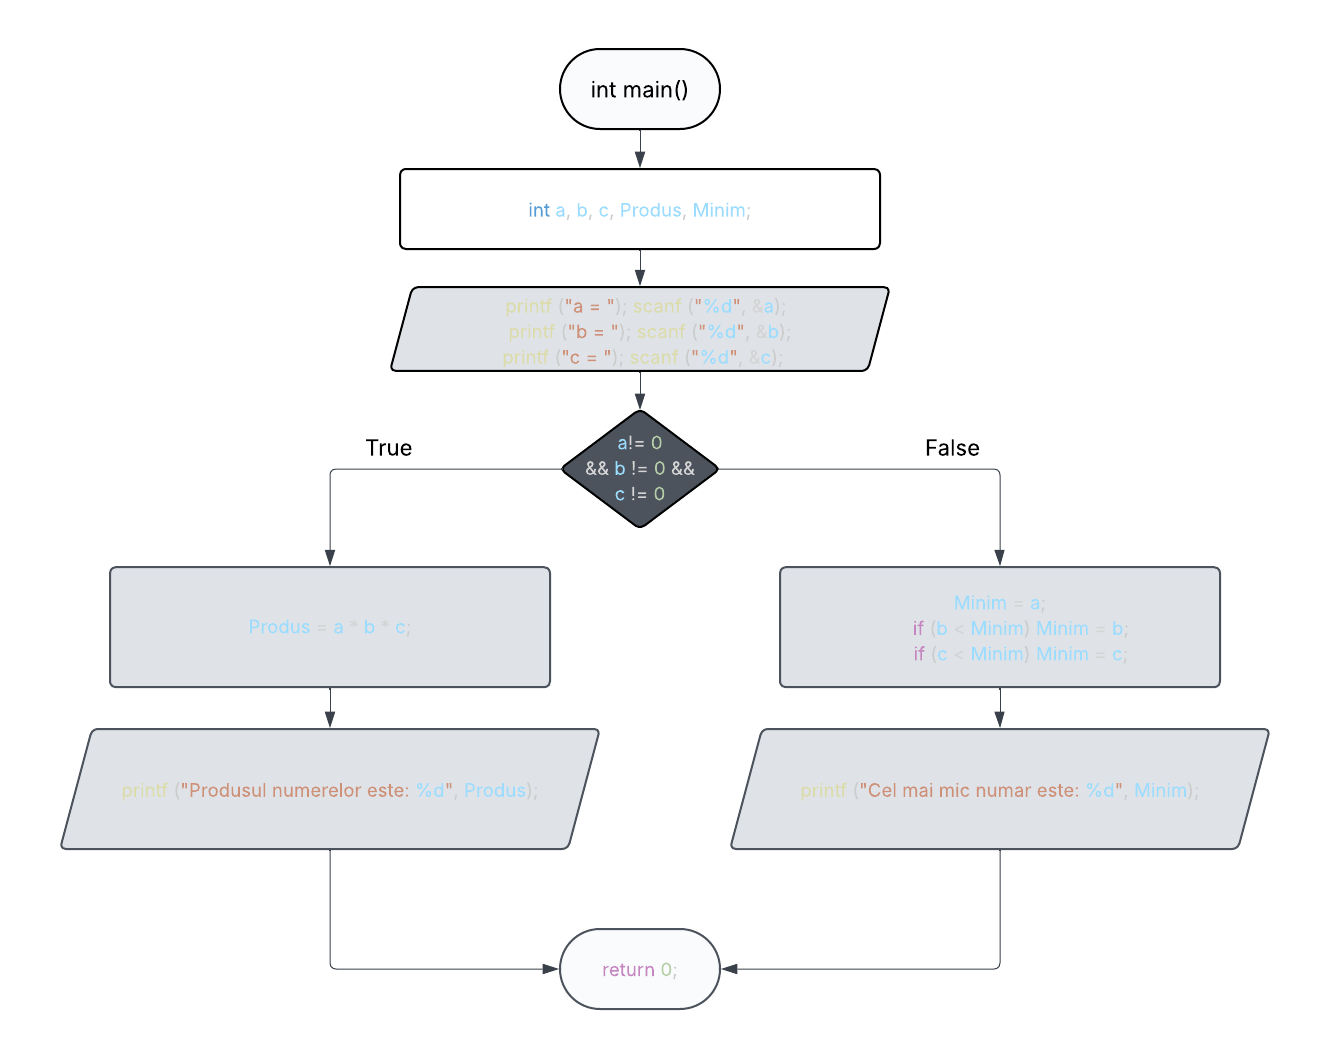 int main()
int a, b, c, Produs, Minim;
printf ("a = "); scanf ("%d", &a);
printf ("b = "); scanf ("%d", &b);
printf ("c = "); scanf ("%d", &c);
a!= 0
&& b != 0 &&
c != 0
True
False
Produs = a * b * c;
Minim = a;
if (b < Minim) Minim = b;
if (c < Minim) Minim = c;
printf ("Produsul numerelor este: %d", Produs);
printf ("Cel mai mic numar este: %d", Minim);
return 0;